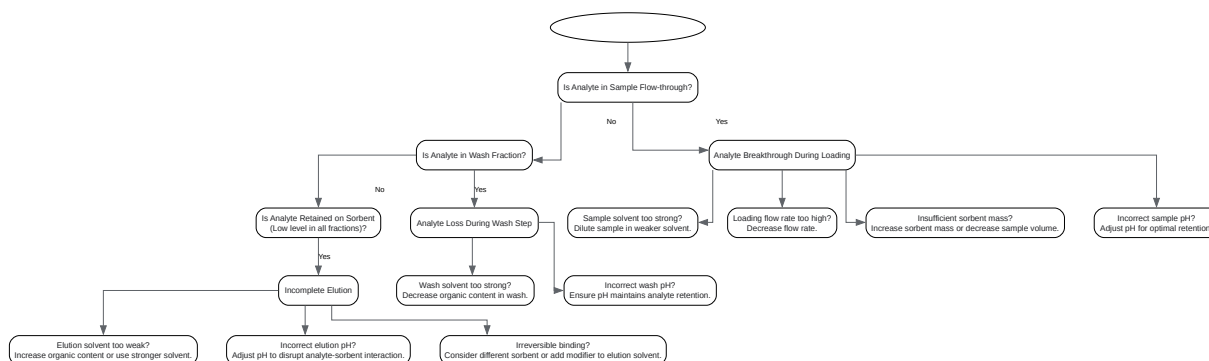 Is Analyte in Sample Flow-through?
No
Yes
Is Analyte in Wash Fraction?
Analyte Breakthrough During Loading
No
Yes
Is Analyte Retained on Sorbent
(Low level in all fractions)?
Analyte Loss During Wash Step
Sample solvent too strong?
Dilute sample in weaker solvent.
Loading flow rate too high?
Decrease flow rate.
Insufficient sorbent mass?
Increase sorbent mass or decrease sample volume.
Incorrect sample pH?
Adjust pH for optimal retention
Yes
Incomplete Elution
Wash solvent too strong?
Decrease organic content in wash.
Incorrect wash pH?
Ensure pH maintains analyte retention.
Elution solvent too weak?
Increase organic content or use stronger solvent.
Incorrect elution pH?
Adjust pH to disrupt analyte-sorbent interaction.
Irreversible binding?
Consider different sorbent or add modifier to elution solvent.